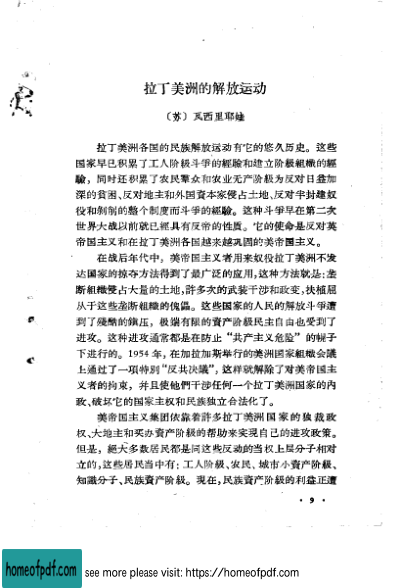 拉丁美洲的解放运动
〔苏〕瓦西里耶維
拉丁美洲各国的民族解放运动有它的悠久历史。这些
国家早已积累了工人阶級斗爭的經驗和建立阶級組織的經
驗，同时还积累了农民羣众和农业无产阶級为反对日益加
深的貧困、反对地主和外国資本家侵占土地、反对半封建奴
役和剝削的整个制度而斗爭的經驗。这种斗爭早在第二次
世界大战以前就已經具有反帝的性质。它的使命是反对英
帝国主义和在拉丁美洲各国越来越巩固的美帝国主义。
在战后年代中，美帝国主义者用来奴役拉丁美洲不发
达国家的掠夺方法得到了最广泛的应用，这种方法就是：垄
断組織侵占大量的土地，許多次的武装干涉和政变，扶植屈
从于这些垄断組織的傀儡。这些国家的人民的解放斗爭遭
到了殘酷的鎭压，极端有限的資产阶級民主自由也受到了
进攻。这种进攻通常都是在防止“共产主义危险”的幌子
下进行的。1954年，在加拉加斯举行的美洲国家組織会議
上通过了一項特別“反共决議”，这样就解除了对美帝国主
义者的約束，并且使他們干涉任何一个拉丁美洲国家的内
政、破坏它的国家主权和民族独立合法化了。
美帝国主义集团依靠着許多拉丁美洲国家的独裁政
权、大地主和买办资产阶級的帮助来实現自己的进攻政策。
但是，絕大多数居民都是同这些反动的当权上层分子相对
立的，这些居民当中有：工人阶級、农民、城市小資产阶級、
知識分子、民族資产阶級。現在，民族資产阶級的利益正遭
· 9 ·
homeofpdf.com
see more please visit: https://homeofpdf.com